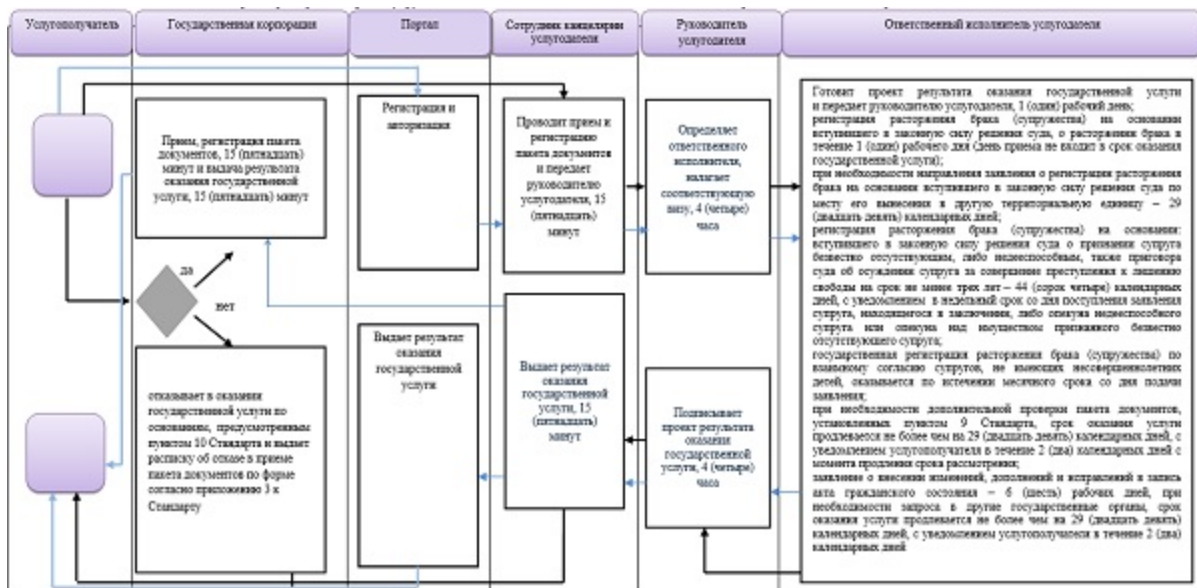 Услугополучатель
Государственная корпорация
Портал
Сотрудник канцелярии
услугодателя
Руководитель
услугодателя
Ответственный исполнитель услугодателя
Прием, регистрация пакета
документов, 15 (пятнадцать)
минут и выдача результата
оказания государственной
услуги, 15 (пятнадцать) минут
да
нет
отказывает в оказании
государственной услуги по
основаниям, предусмотренным
пунктом 10 Стандарта и выдает
расписку об отказе в приеме
пакета документов по форме
согласно приложению 3 к
Стандарту
Регистрация и
авторизация
Выдает результат
оказания
государственной
услуги
Проводит прием и
регистрацию
пакета документов
и передает
руководителю
услугодателя, 15
(пятнадцать)
минут
Выдает результат
оказания
государственной
услуги, 15
(пятнадцать)
минут
Определяет
ответственного
исполнителя,
налагает
соответствующую
визу, 4 (четыре)
часа
Подписывает
проект результата
оказания
государственной
услуги, 4 (четыре)
часа
Готовит проект результата оказания государственной услуги
и передает руководителю услугодателя, 1 (один) рабочий день;
регистрация расторжения брака (супружества) на основании
вступившего в законную силу решения суда, о расторжении брака в
течение 1 (один) рабочего дня (день приема не входит в срок оказания
государственной услуги);
при необходимости направления заявления о регистрации расторжения
брака на основании вступившего в законную силу решения суда по
месту его вынесения в другую территориальную единицу – 29
(двадцать девять) календарных дней;
регистрация расторжения брака (супружества) на основании:
вступившего в законную силу решения суда о признании супруга
безвестно отсутствующим, либо недееспособным, также приговора
суда об осуждении супруга за совершение преступления к лишению
свободы на срок не менее трех лет – 44 (сорок четыре) календарных
дней, с уведомлением в недельный срок со дня поступления заявления
супруга, находящегося в заключении, либо опекуна недееспособного
супруга или опекуна над имуществом признанного безвестно
отсутствующего супруга;
государственная регистрация расторжения брака (супружества) по
взаимному согласию супругов, не имеющих несовершеннолетних
детей, оказывается по истечении месячного срока со дня подачи
заявления;
при необходимости дополнительной проверки пакета документов,
установленных пунктом 9 Стандарта, срок оказания услуги
продлевается не более чем на 29 (двадцать девять) календарных дней, с
уведомлением услугополучателя в течение 2 (два) календарных дней с
момента продления срока рассмотрения;
заявление о внесении изменений, дополнений и исправлений в запись
акта гражданского состояния – 6 (шесть) рабочих дней, при
необходимости запроса в другие государственные органы, срок
оказания услуги продлевается не более чем на 29 (двадцать девять)
календарных дней, с уведомлением услугополучателя в течение 2 (два)
календарных дней